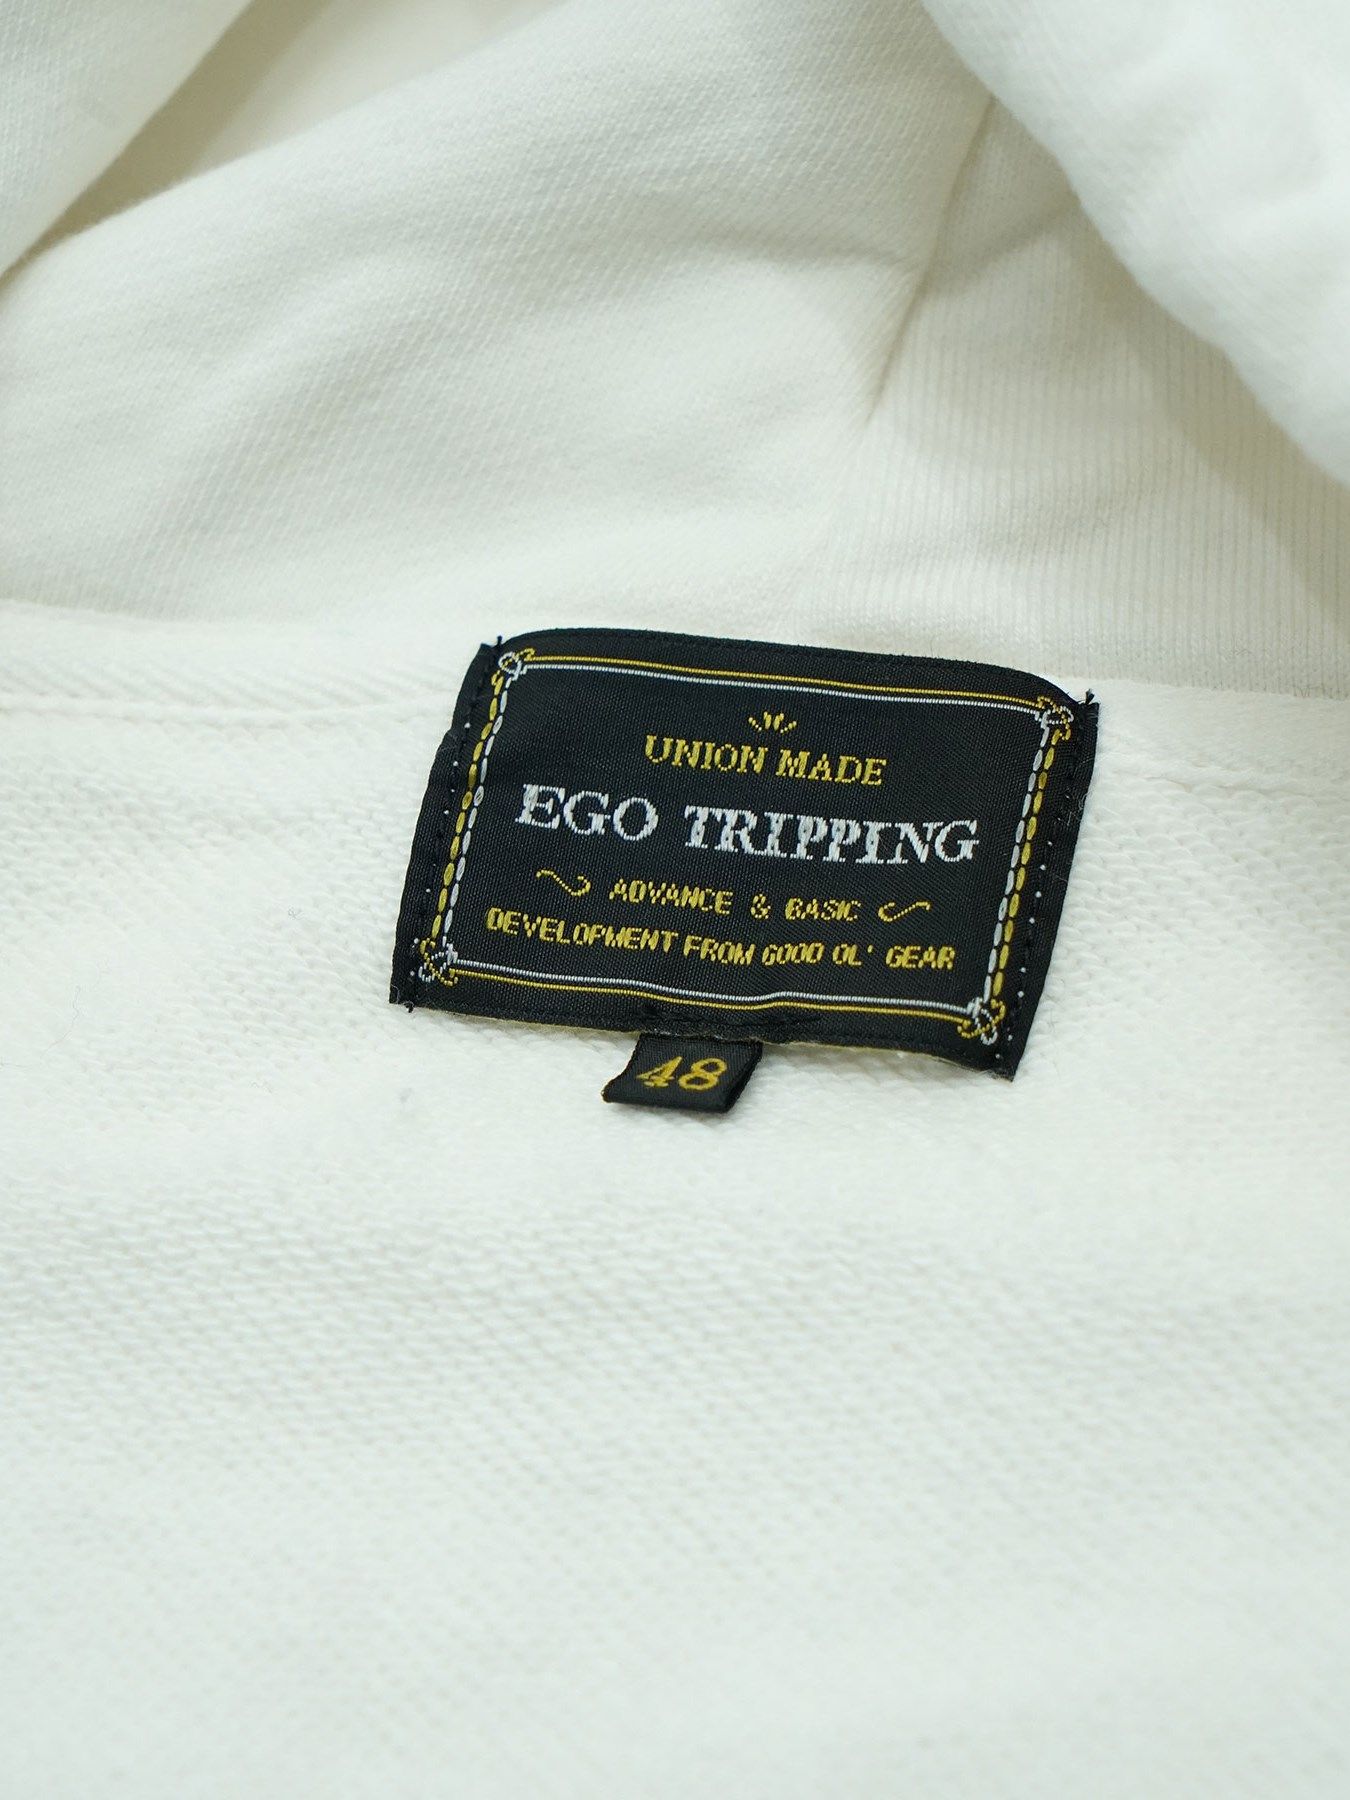 UNION MADE
EGO TRIPPING
ADVANCE & BASIC
DEVELOPMENT FROM GOOD OL' GEAR
48